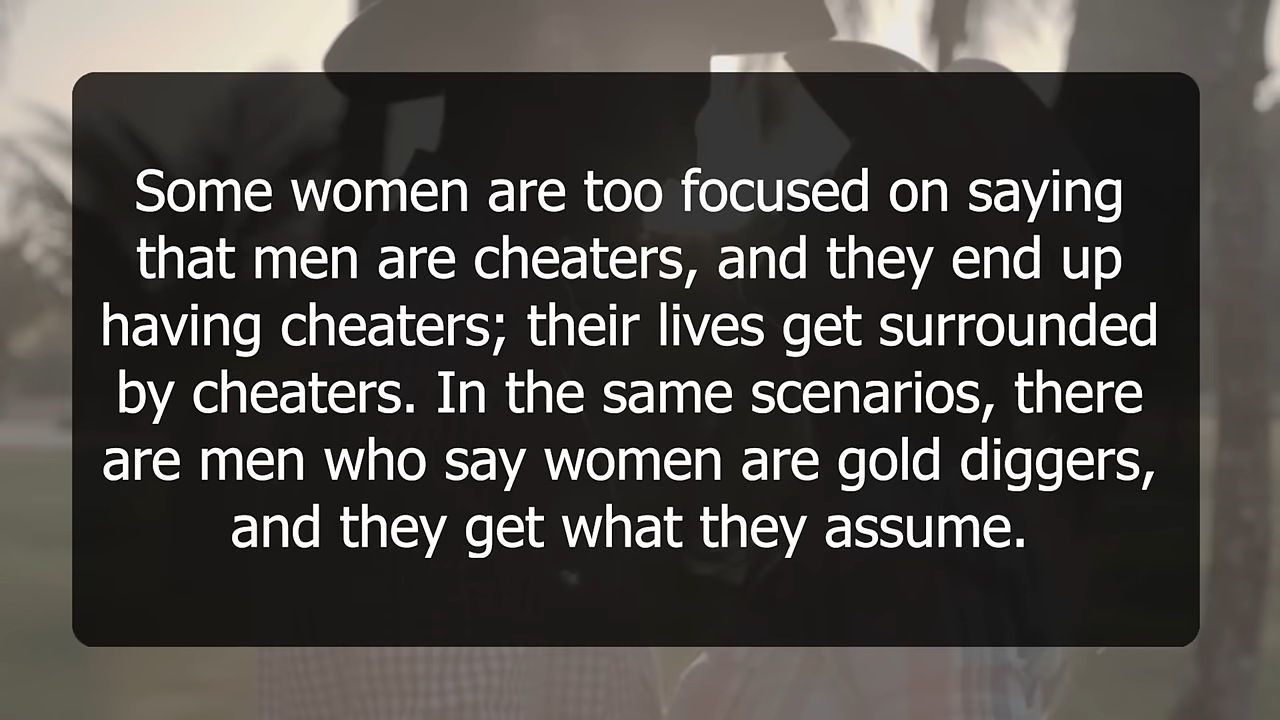 Some women are too focused on saying
that men are cheaters, and they end up
having cheaters; their lives get surrounded
by cheaters. In the same scenarios, there
are men who say women are gold diggers,
and they get what they assume.